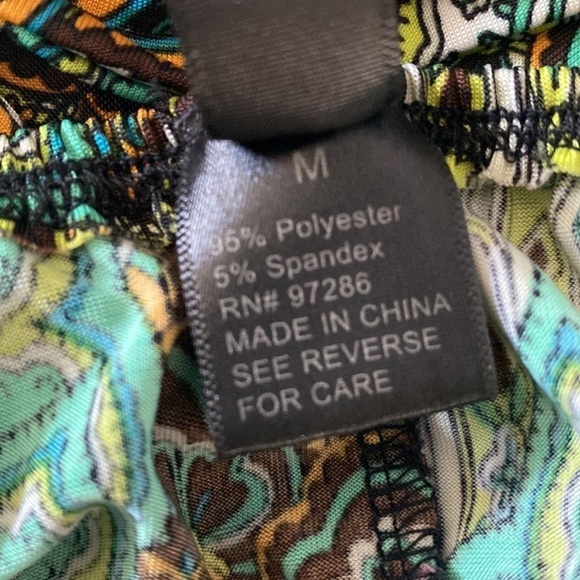 M
95% Polyester
5% Spandex
RN# 97286
MADE IN CHINA
SEE REVERSE
FOR CARE